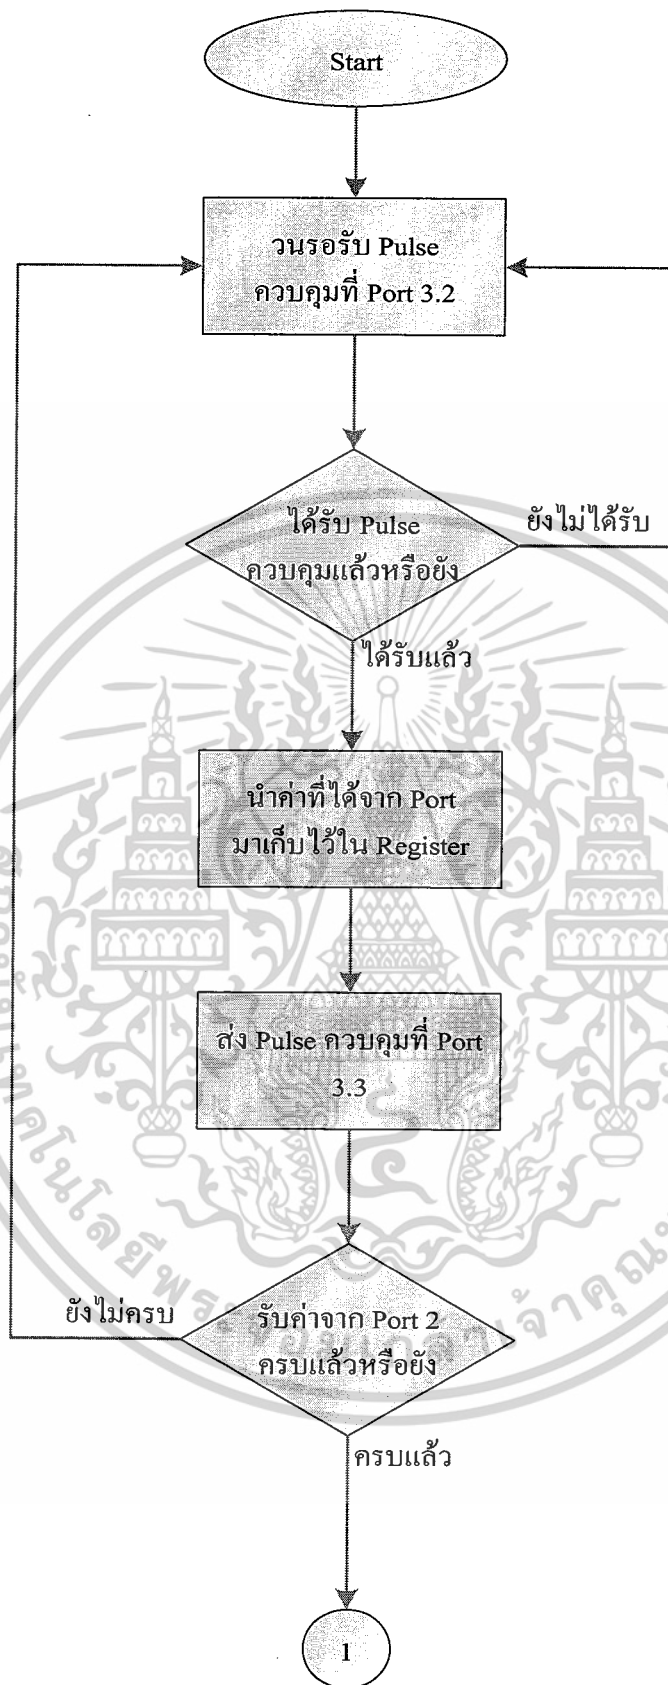 Start
วนรอรับ Pulse
ควบคุมที่ Port 3.2
ได้รับ Pulse
ควบคุมแล้วหรือยัง
ยังไม่ได้รับ
ได้รับแล้ว
นำค่าที่ได้จาก Port
มาเก็บไว้ใน Register
ส่ง Pulse ควบคุมที่ Port
3.3
รับค่าจาก Port 2
ครบแล้วหรือยัง
ยังไม่ครบ
ครบแล้ว
1